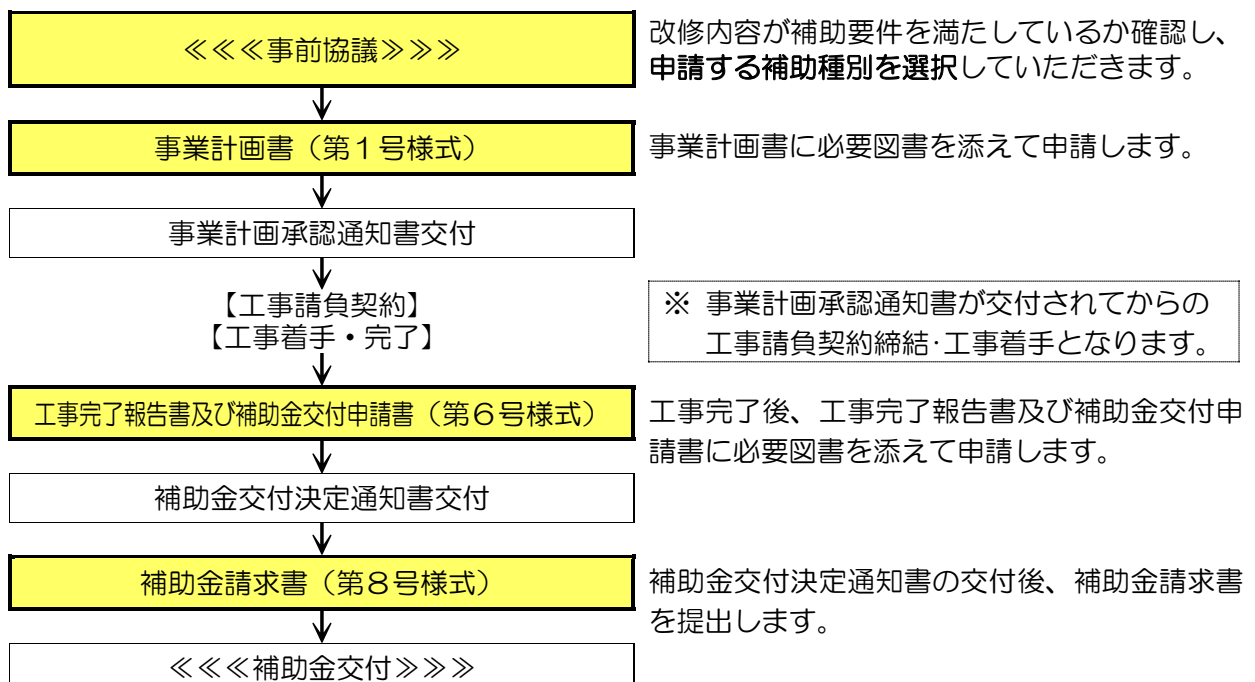 ≪≪≪事前協議≫≫≫
改修内容が補助要件を満たしているか確認し、
申請する補助種別を選択していただきます。
事業計画書（第１号様式）
事業計画書に必要図書を添えて申請します。
事業計画承認通知書交付
【工事請負契約】
【工事着手・完了】
※ 事業計画承認通知書が交付されてからの
工事請負契約締結･工事着手となります。
工事完了報告書及び補助金交付申請書（第６号様式）
工事完了後、工事完了報告書及び補助金交付申
請書に必要図書を添えて申請します。
補助金交付決定通知書交付
補助金請求書（第８号様式）
補助金交付決定通知書の交付後、補助金請求書
を提出します。
≪≪≪補助金交付≫≫≫